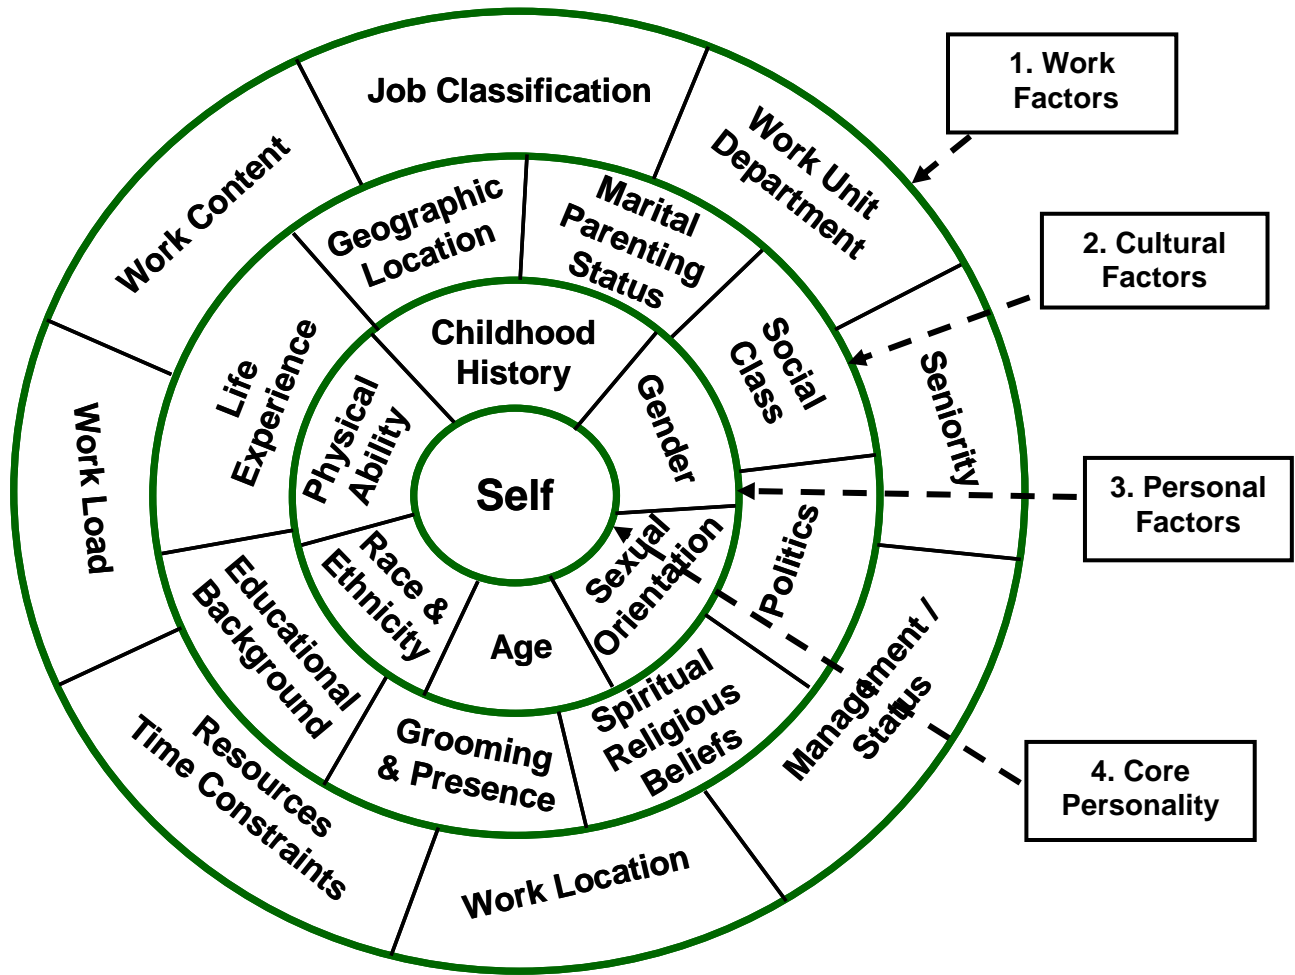 Job Classification
Work Unit
Department
Seniority
Management /
Status
Work Location
Resources
Time Constraints
Work Load
Work Content
Geographic
Location
Marital
Parenting
Status
Social
Class
Politics
Spiritual
Religious
Beliefs
Grooming
& Presence
Educational
Background
Life
Experience
Childhood
History
Gender
Sexual
Orientation
Age
Race &
Ethnicity
Physical
Ability
Self
1. Work
Factors
2. Cultural
Factors
3. Personal
Factors
4. Core
Personality